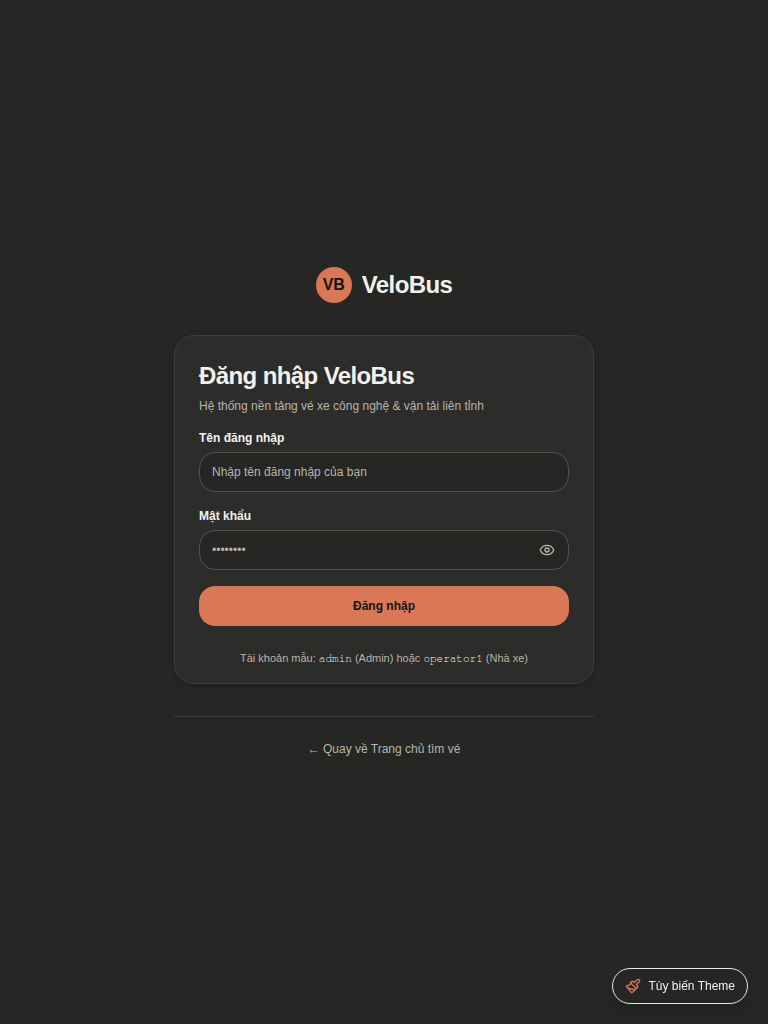 VB VeloBus
Đăng nhập VeloBus
Hệ thống nền tảng vé xe công nghệ & vận tải liên tỉnh
Tên đăng nhập
Nhập tên đăng nhập của bạn
Mật khẩu
••••••••
Đăng nhập
Tài khoản mẫu: admin (Admin) hoặc operator1 (Nhà xe)
← Quay về Trang chủ tìm vé
Tùy biến Theme